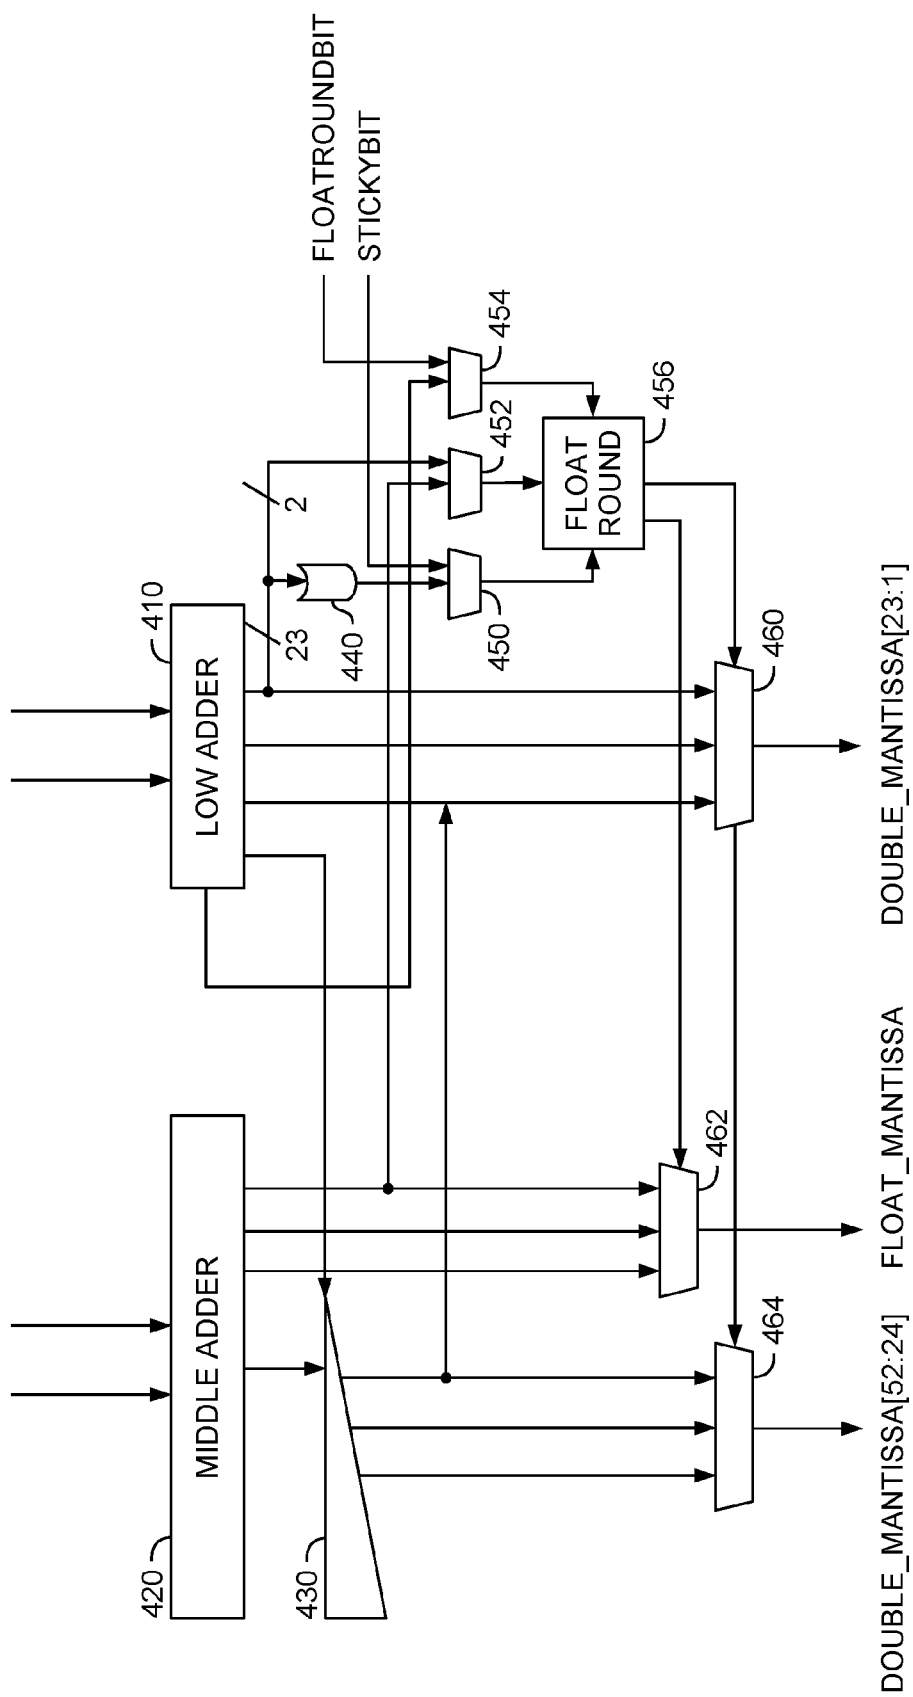 FLOATROUNDBIT
STICKYBIT
410
LOW ADDER
23
2
440
450
452
454
FLOAT
ROUND
456
420
MIDDLE ADDER
430
460
462
464
DOUBLE_MANTISSA[52:24]
FLOAT_MANTISSA
DOUBLE_MANTISSA[23:1]